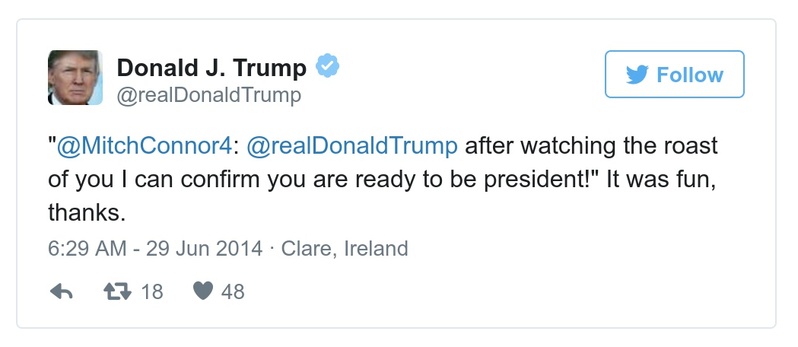 Donald J. Trump
@realDonaldTrump
Follow
"@MitchConnor4: @realDonaldTrump after watching the roast
of you I can confirm you are ready to be president!" It was fun,
thanks.
6:29 AM - 29 Jun 2014 · Clare, Ireland
18 48